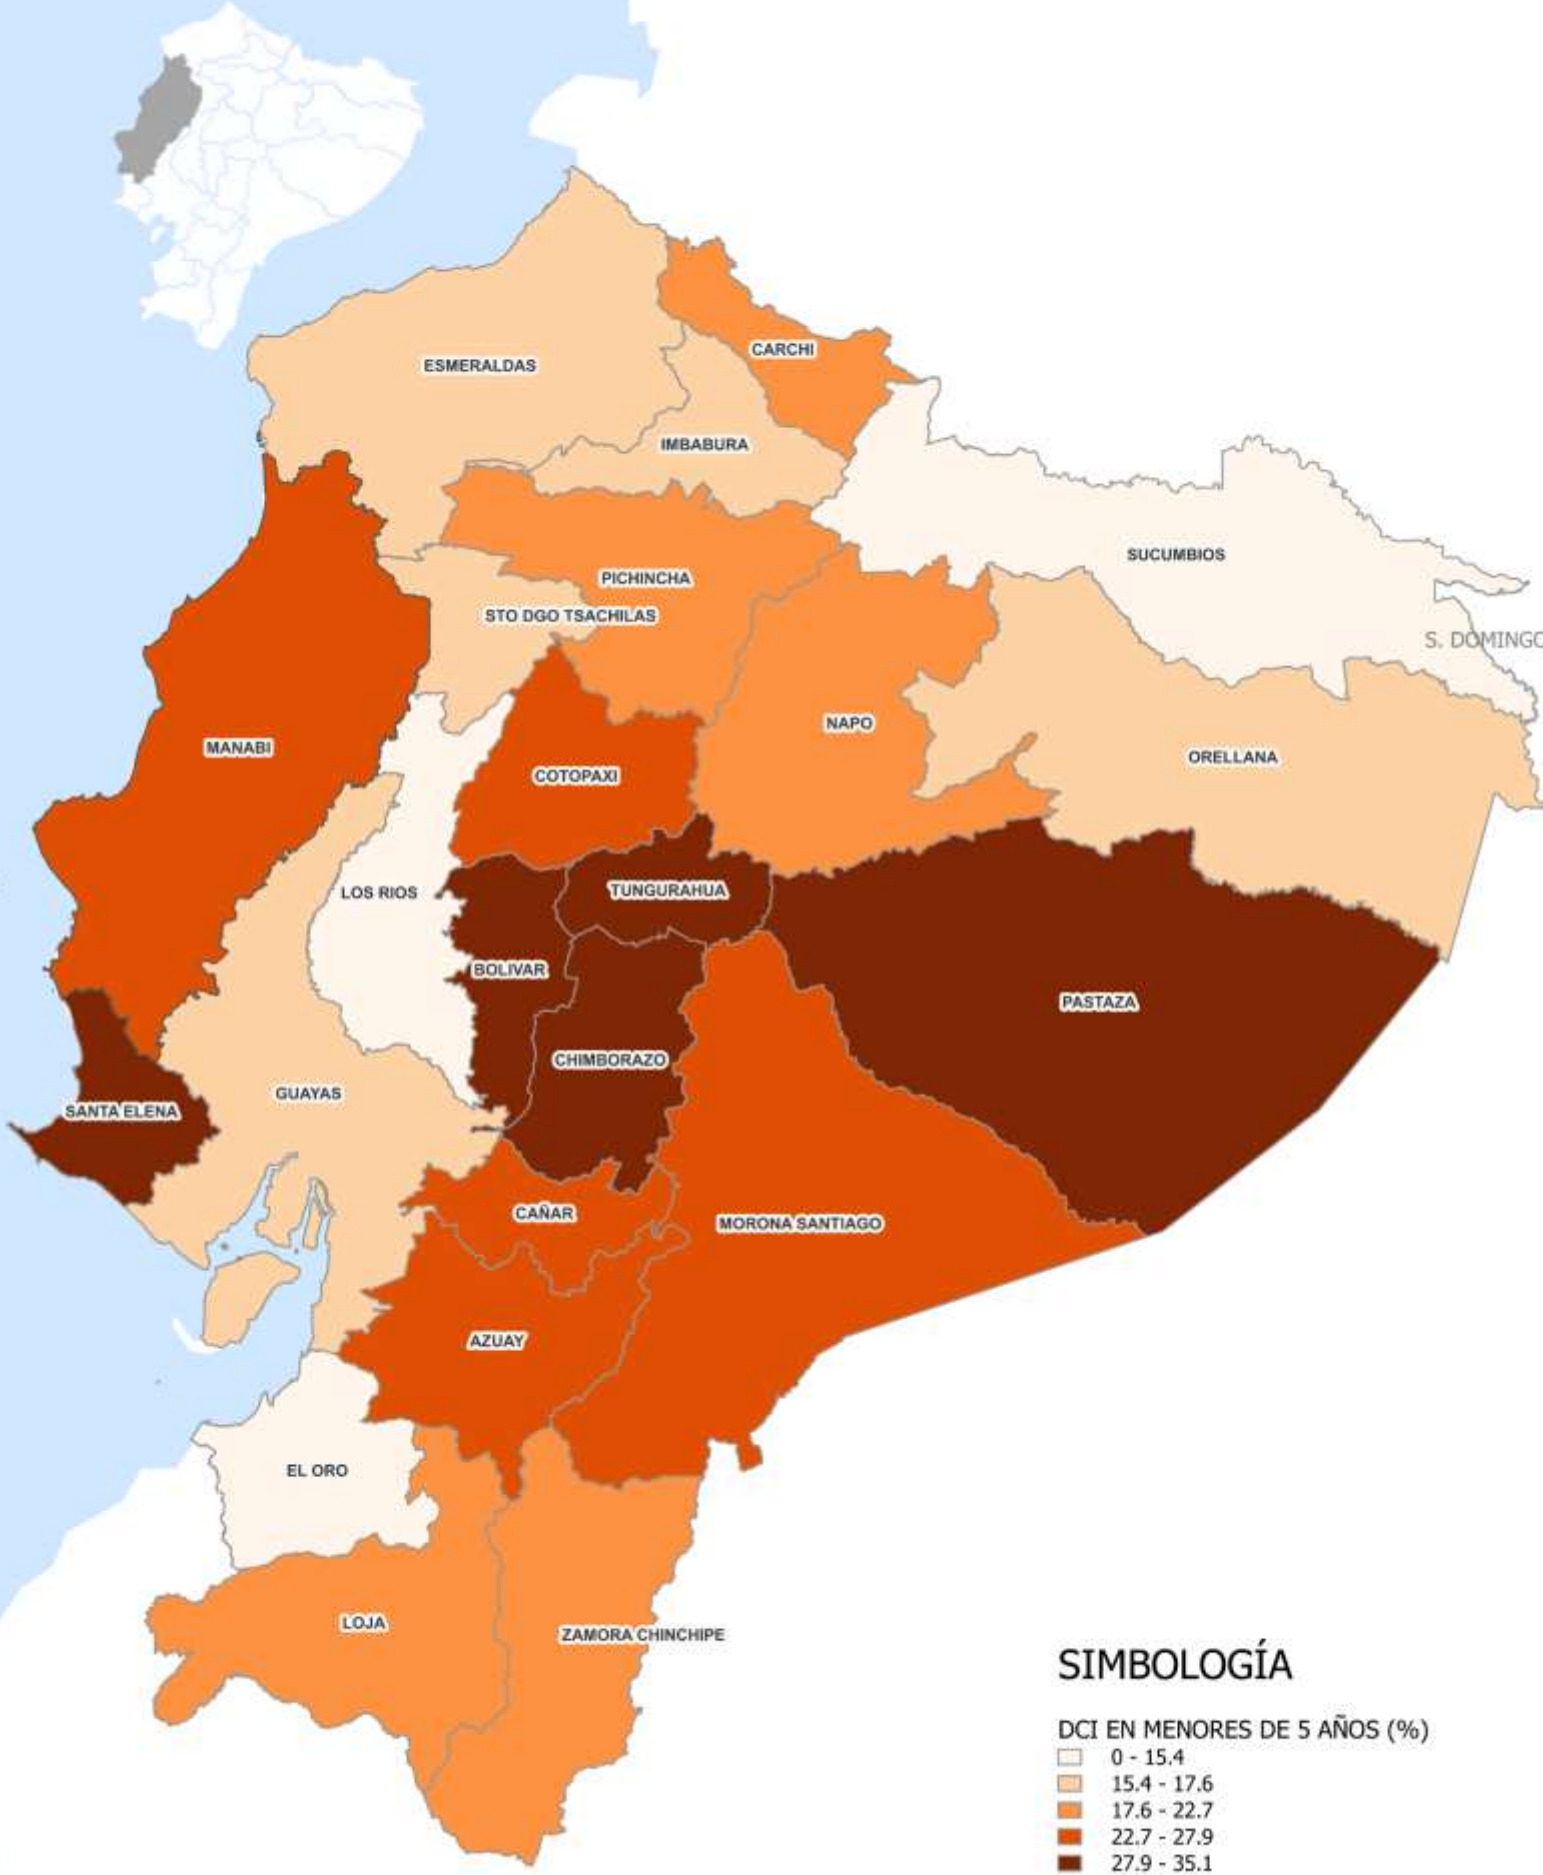 CARCHI
ESMERALDAS
IMBABURA
SUCUMBIOS
PICHINCHA
STO DGO TSACHILAS
S. DOMINGO
NAPO
MANABI
ORELLANA
COTOPAXI
TUNGURAHUA
LOS RIOS
BOLIVAR
PASTAZA
CHIMBORAZO
GUAYAS
SANTA ELENA
CAÑAR
MORONA SANTIAGO
AZUAY
EL ORO
LOJA
ZAMORA CHINCHIPE
SIMBOLOGÍA
DCI EN MENORES DE 5 AÑOS (%)
0 - 15.4
15.4 - 17.6
17.6 - 22.7
22.7 - 27.9
27.9 - 35.1